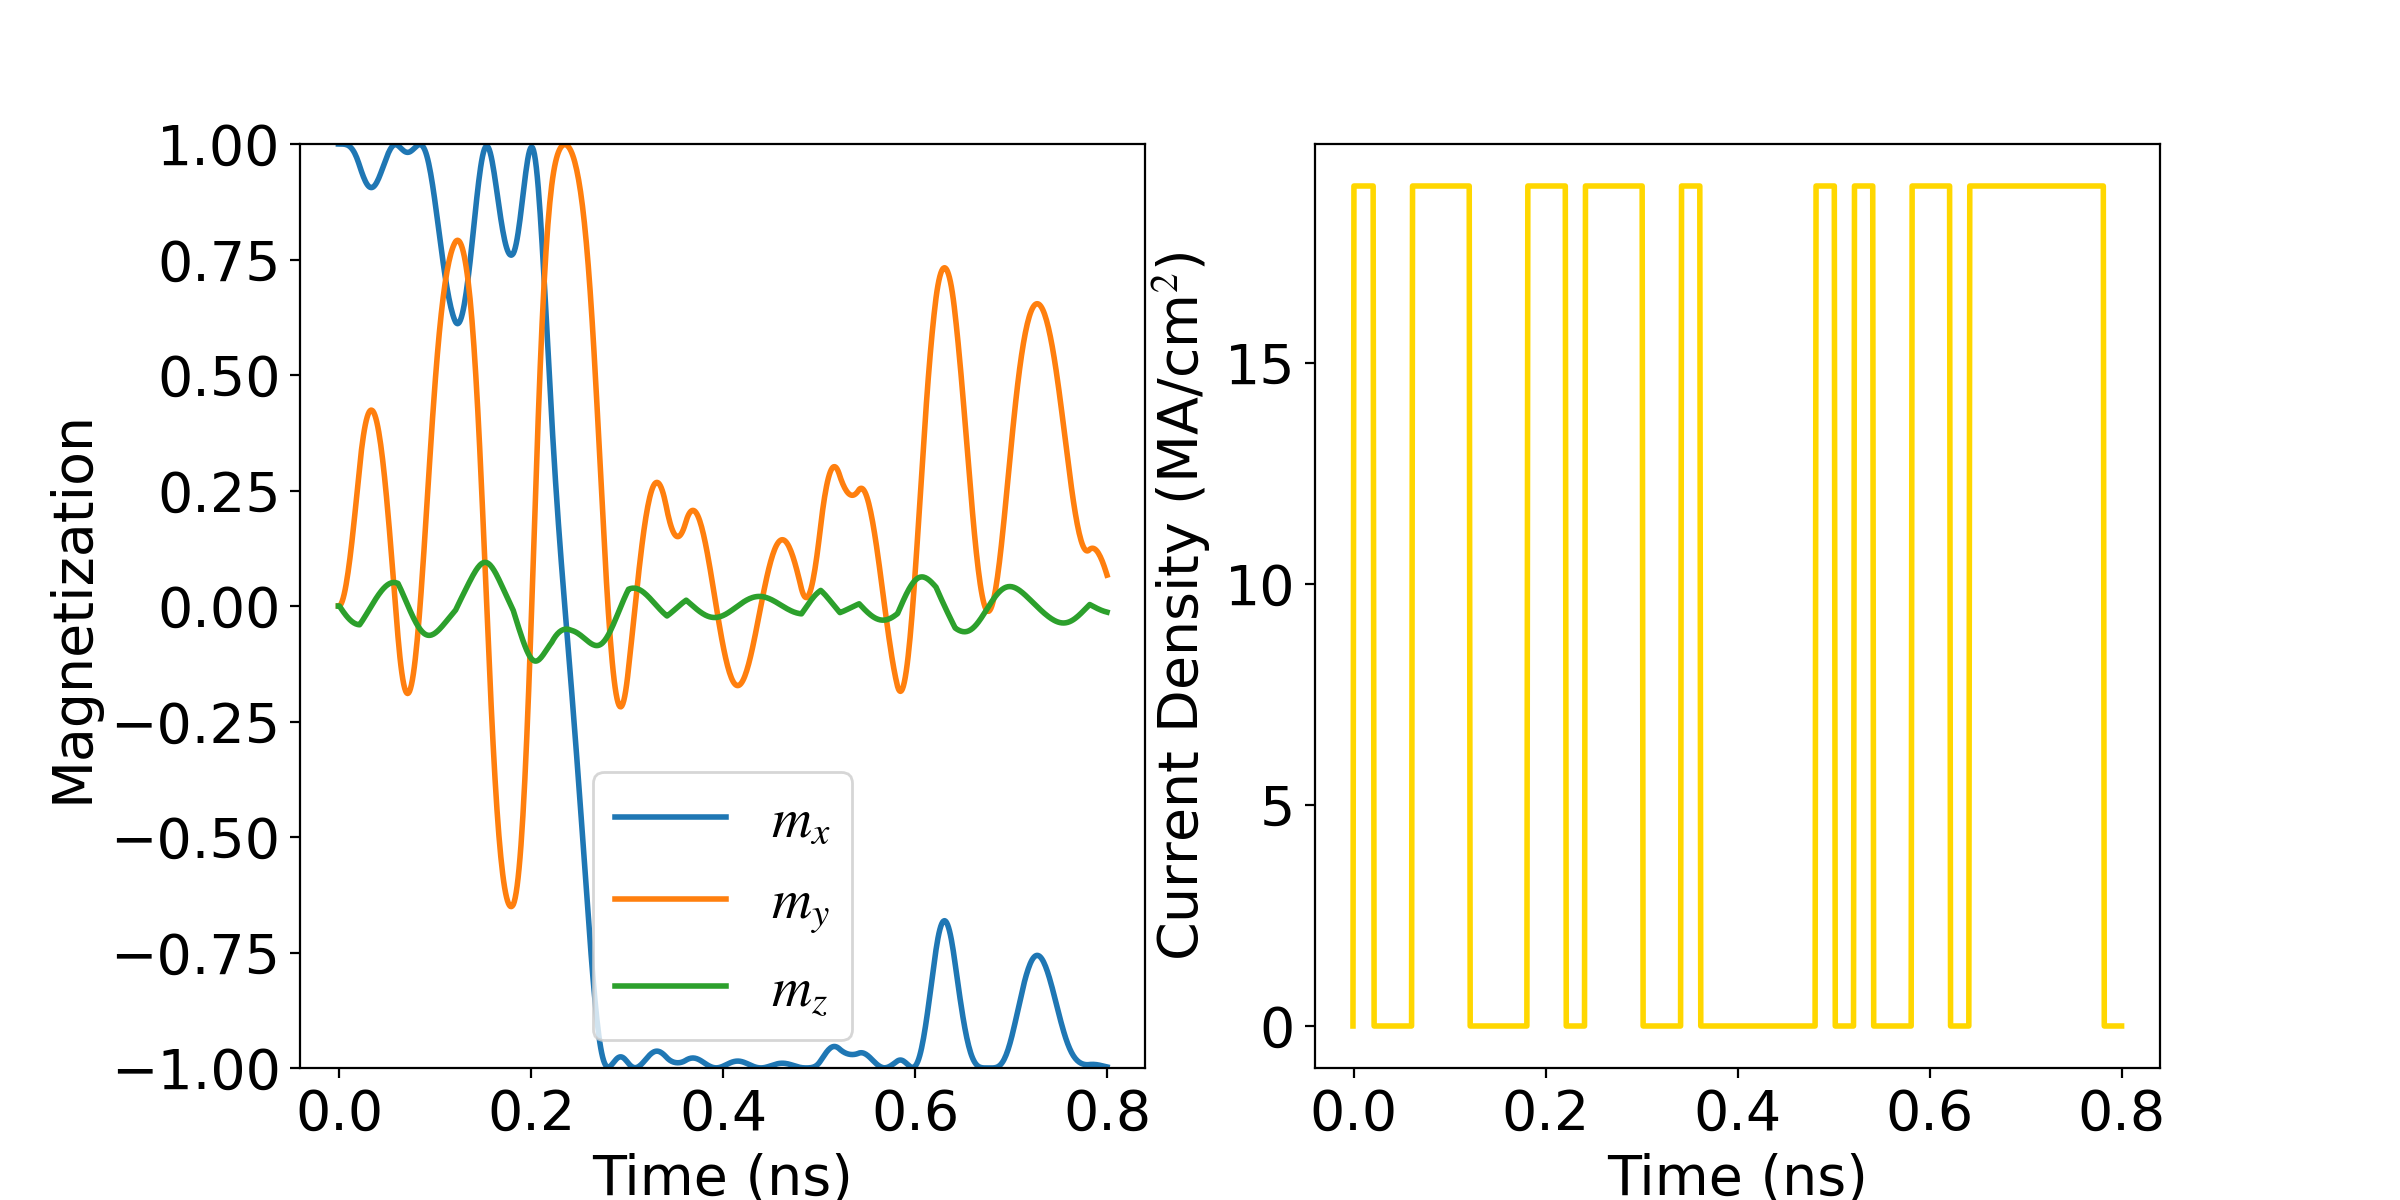 Magnetization
1.00
0.75
0.50
0.25
0.00
−0.25
−0.50
−0.75
−1.00
0.0 0.2 0.4 0.6 0.8
Time (ns)
m_x
m_y
m_z
Current Density (MA/cm²)
15
10
5
0
0.0 0.2 0.4 0.6 0.8
Time (ns)